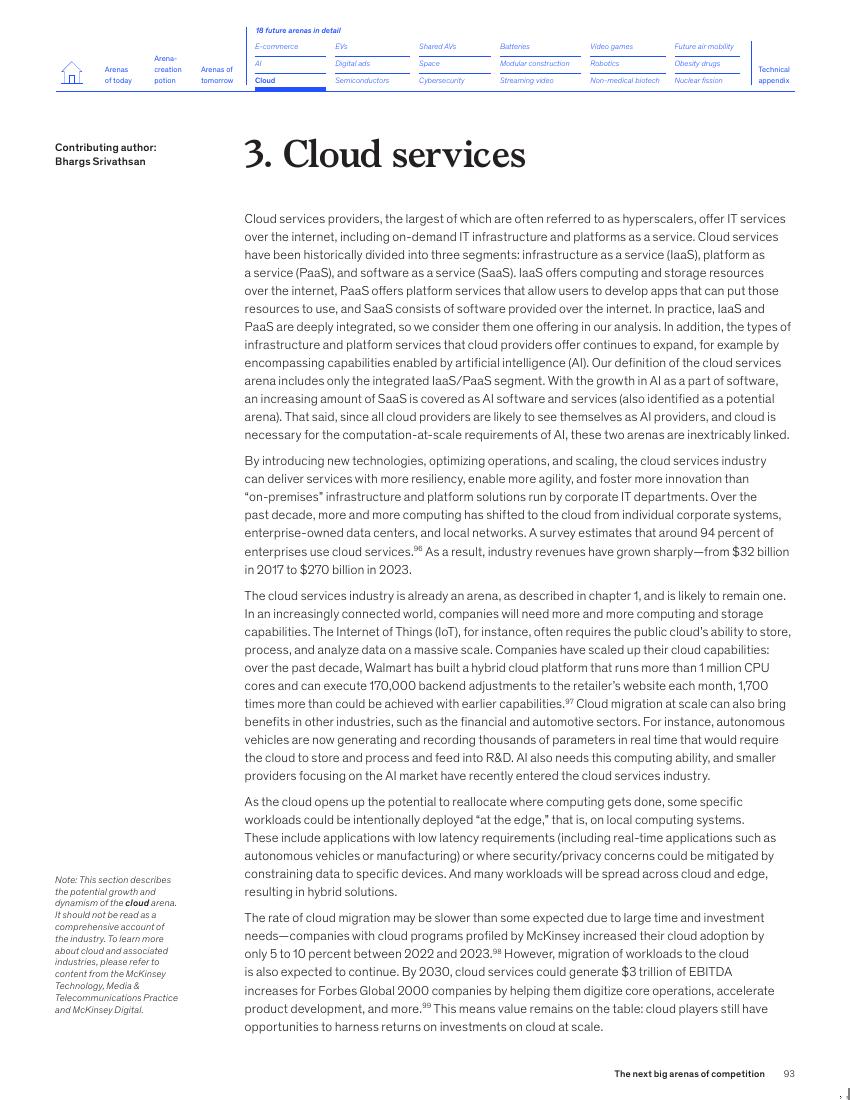 18 future arenas in detail
Arenas
of today
Arena-
creation
potion
Arenas of
tomorrow
E-commerce
EVs
Shared AVs
Batteries
Video games
Future air mobility
AI
Digital ads
Space
Modular construction
Robotics
Obesity drugs
Cloud
Semiconductors
Cybersecurity
Streaming video
Non-medical biotech
Nuclear fission
Technical
appendix
Contributing author:
Bhargs Srivathsan
3. Cloud services
Cloud services providers, the largest of which are often referred to as hyperscalers, offer IT services
over the internet, including on-demand IT infrastructure and platforms as a service. Cloud services
have been historically divided into three segments: infrastructure as a service (IaaS), platform as
a service (PaaS), and software as a service (SaaS). IaaS offers computing and storage resources
over the internet, PaaS offers platform services that allow users to develop apps that can put those
resources to use, and SaaS consists of software provided over the internet. In practice, IaaS and
PaaS are deeply integrated, so we consider them one offering in our analysis. In addition, the types of
infrastructure and platform services that cloud providers offer continues to expand, for example by
encompassing capabilities enabled by artificial intelligence (AI). Our definition of the cloud services
arena includes only the integrated IaaS/PaaS segment. With the growth in AI as a part of software,
an increasing amount of SaaS is covered as AI software and services (also identified as a potential
arena). That said, since all cloud providers are likely to see themselves as AI providers, and cloud is
necessary for the computation-at-scale requirements of AI, these two arenas are inextricably linked.
By introducing new technologies, optimizing operations, and scaling, the cloud services industry
can deliver services with more resiliency, enable more agility, and foster more innovation than
“on-premises” infrastructure and platform solutions run by corporate IT departments. Over the
past decade, more and more computing has shifted to the cloud from individual corporate systems,
enterprise-owned data centers, and local networks. A survey estimates that around 94 percent of
enterprises use cloud services.96 As a result, industry revenues have grown sharply—from $32 billion
in 2017 to $270 billion in 2023.
The cloud services industry is already an arena, as described in chapter 1, and is likely to remain one.
In an increasingly connected world, companies will need more and more computing and storage
capabilities. The Internet of Things (IoT), for instance, often requires the public cloud’s ability to store,
process, and analyze data on a massive scale. Companies have scaled up their cloud capabilities:
over the past decade, Walmart has built a hybrid cloud platform that runs more than 1 million CPU
cores and can execute 170,000 backend adjustments to the retailer’s website each month, 1,700
times more than could be achieved with earlier capabilities.97 Cloud migration at scale can also bring
benefits in other industries, such as the financial and automotive sectors. For instance, autonomous
vehicles are now generating and recording thousands of parameters in real time that would require
the cloud to store and process and feed into R&D. AI also needs this computing ability, and smaller
providers focusing on the AI market have recently entered the cloud services industry.
As the cloud opens up the potential to reallocate where computing gets done, some specific
workloads could be intentionally deployed “at the edge,” that is, on local computing systems.
These include applications with low latency requirements (including real-time applications such as
autonomous vehicles or manufacturing) or where security/privacy concerns could be mitigated by
constraining data to specific devices. And many workloads will be spread across cloud and edge,
resulting in hybrid solutions.
The rate of cloud migration may be slower than some expected due to large time and investment
needs—companies with cloud programs profiled by McKinsey increased their cloud adoption by
only 5 to 10 percent between 2022 and 2023.98 However, migration of workloads to the cloud
is also expected to continue. By 2030, cloud services could generate $3 trillion of EBITDA
increases for Forbes Global 2000 companies by helping them digitize core operations, accelerate
product development, and more.99 This means value remains on the table: cloud players still have
opportunities to harness returns on investments on cloud at scale.
Note: This section describes
the potential growth and
dynamism of the cloud arena.
It should not be read as a
comprehensive account of
the industry. To learn more
about cloud and associated
industries, please refer to
content from the McKinsey
Technology, Media &
Telecommunications Practice
and McKinsey Digital.
The next big arenas of competition 93